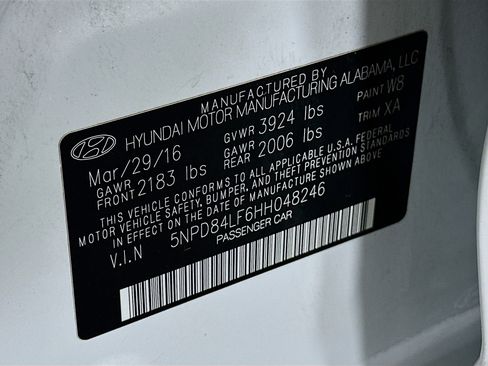 MANUFACTURED BY
HYUNDAI MOTOR MANUFACTURING ALABAMA, LLC
Mar/29/16 GVWR 3924 lbs PAINT W8
GAWR FRONT 2183 lbs GAWR REAR 2006 lbs TRIM XA
THIS VEHICLE CONFORMS TO ALL APPLICABLE U.S.A. FEDERAL
MOTOR VEHICLE SAFETY, BUMPER, AND THEFT PREVENTION STANDARDS
IN EFFECT ON THE DATE OF MANUFACTURE SHOWN ABOVE
V.I.N 5NPD84LF6HH048246
PASSENGER CAR